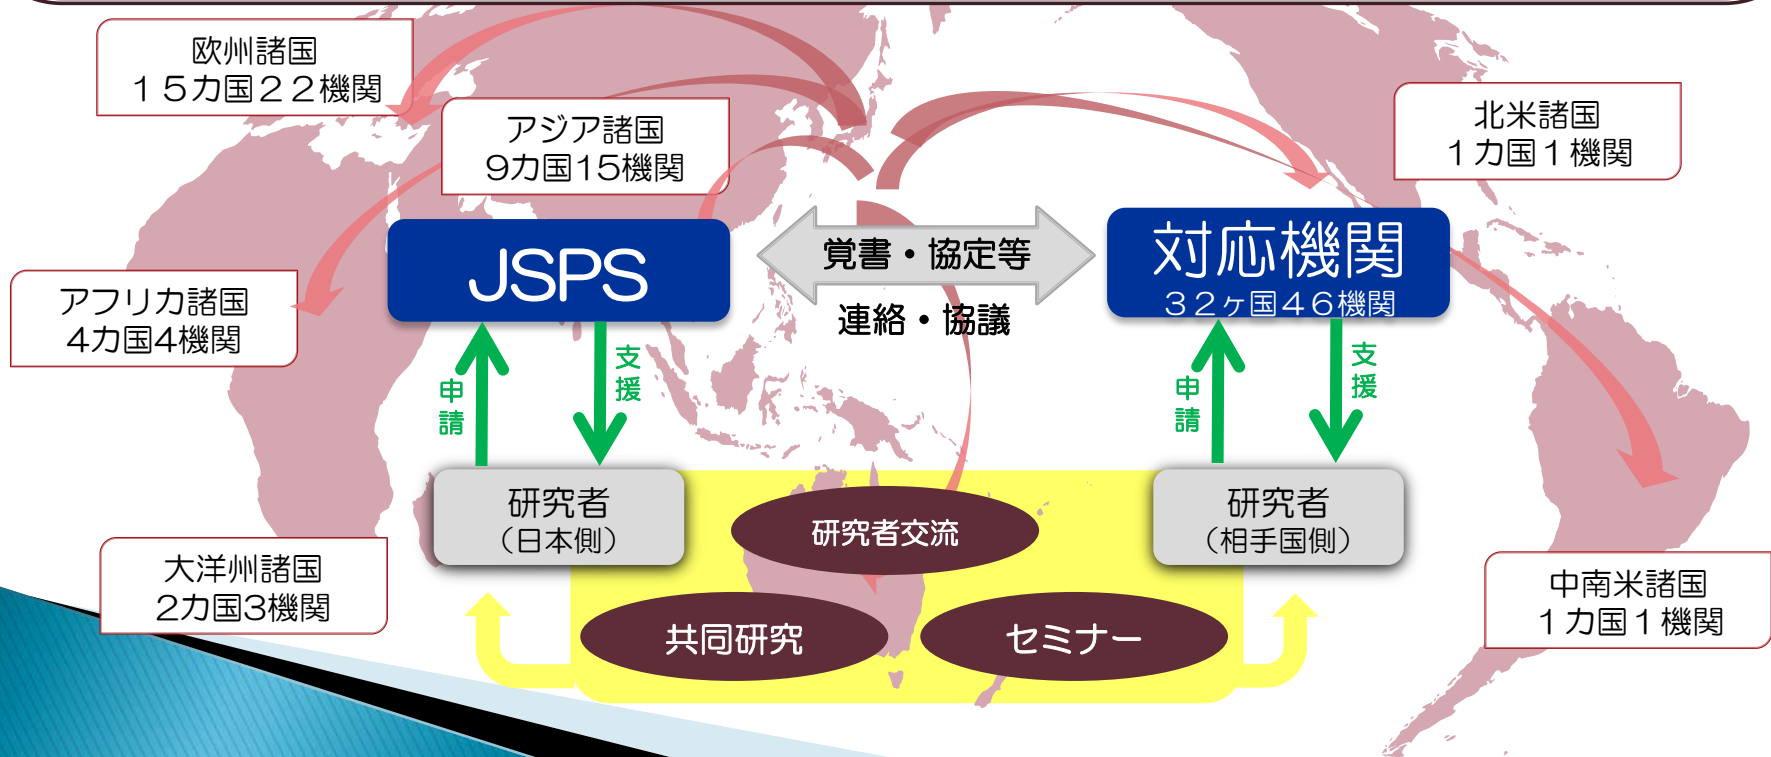 欧州諸国
１５カ国２２機関
アジア諸国
9カ国15機関
北米諸国
１カ国１機関
JSPS
覚書・協定等
連絡・協議
対応機関
３２ヶ国４６機関
アフリカ諸国
4カ国4機関
申請
支援
申請
支援
研究者
（日本側）
研究者交流
研究者
（相手国側）
大洋州諸国
2カ国3機関
共同研究
セミナー
中南米諸国
１カ国１機関